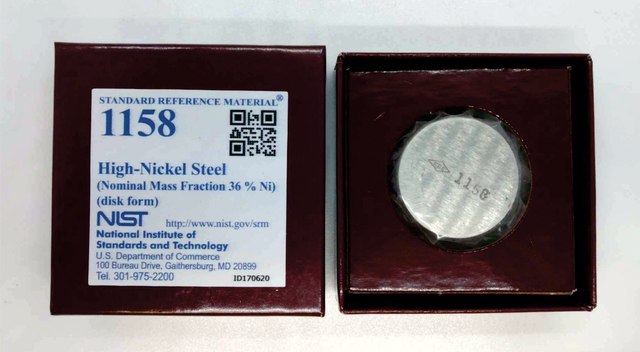 STANDARD REFERENCE MATERIAL®
1158
High-Nickel Steel
(Nominal Mass Fraction 36 % Ni)
(disk form)
NIST http://www.nist.gov/srm
National Institute of
Standards and Technology
U.S. Department of Commerce
100 Bureau Drive, Gaithersburg, MD 20899
Tel. 301-975-2200 ID170620
1158